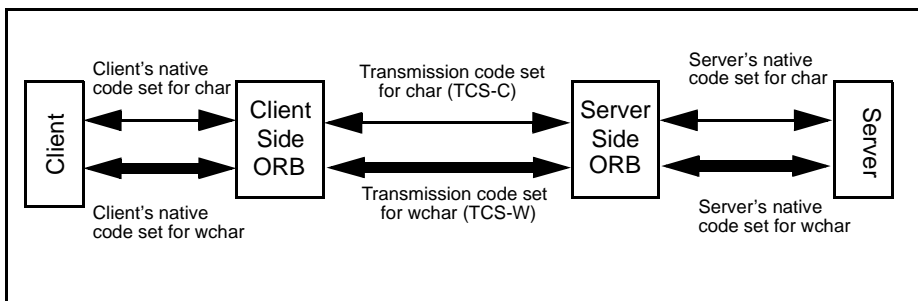 Client's native
code set for char
Transmission code set
for char (TCS-C)
Server's native
code set for char
Client
Client
Side
ORB
Server
Side
ORB
Server
Client's native
code set for wchar
Transmission code set
for wchar (TCS-W)
Server's native
code set for wchar